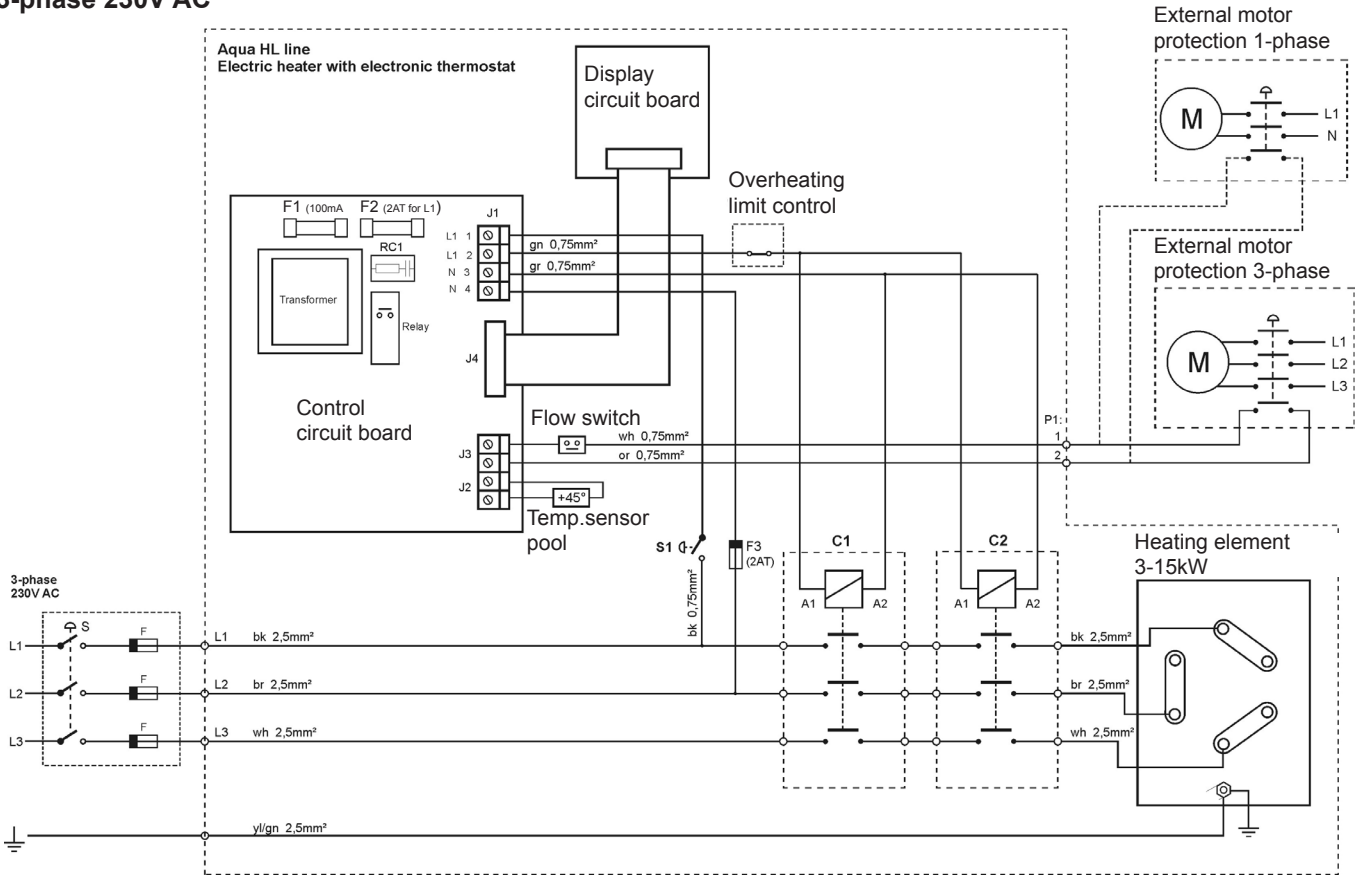 3-phase 230V AC
External motor
protection 1-phase
M
L1
N
Aqua HL line
Electric heater with electronic thermostat
Display
circuit board
Overheating
limit control
F1 (100mA
F2 (2AT for L1)
RC1
Transformer
Relay
J1
L1 1
L1 2
N 3
N 4
gn 0,75mm²
gr 0,75mm²
J4
Control
circuit board
Flow switch
wh 0,75mm²
or 0,75mm²
J3
J2
+45°
Temp.sensor
pool
P1:
1
2
External motor
protection 3-phase
M
L1
L2
L3
S1
bk 0,75mm²
F3
(2AT)
C1
A1
A2
C2
A1
A2
Heating element
3-15kW
3-phase
230V AC
S
L1
F
L1
bk 2,5mm²
bk 2,5mm²
L2
F
L2
br 2,5mm²
br 2,5mm²
L3
F
L3
wh 2,5mm²
wh 2,5mm²
yl/gn 2,5mm²